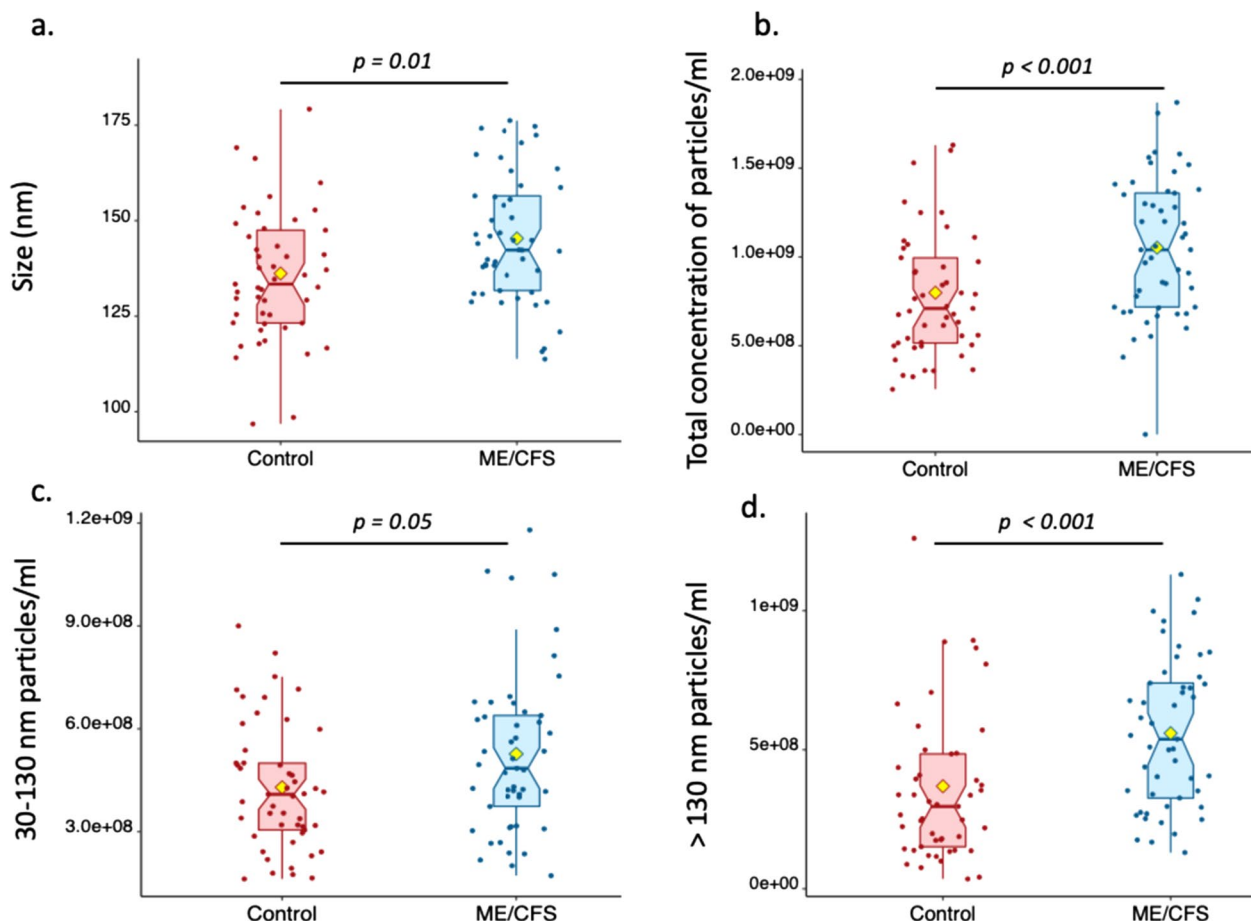 a.
p = 0.01
Size (nm)
175
150
125
100
Control
ME/CFS
b.
p < 0.001
Total concentration of particles/ml
2.0e+09
1.5e+09
1.0e+09
5.0e+08
0.0e+00
Control
ME/CFS
c.
p = 0.05
30-130 nm particles/ml
1.2e+09
9.0e+08
6.0e+08
3.0e+08
Control
ME/CFS
d.
p < 0.001
> 130 nm particles/ml
1e+09
5e+08
0e+00
Control
ME/CFS